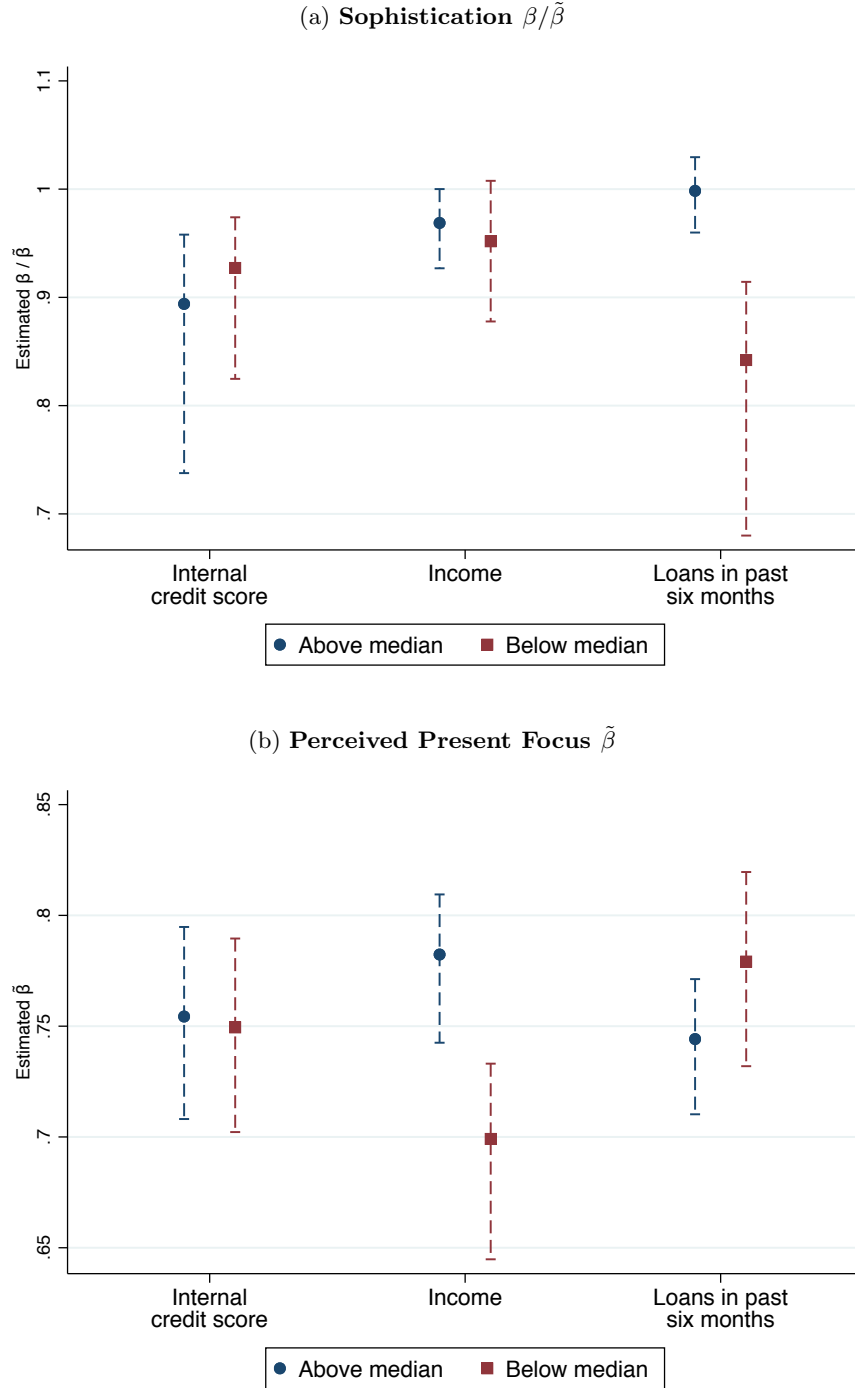 (a) Sophistication β/β̃
1.1
1
.9
.8
.7
Estimated β / β̃
Internal
credit score
Income
Loans in past
six months
Above median
Below median
(b) Perceived Present Focus β̃
.85
.8
.75
.7
.65
Estimated β̃
Internal
credit score
Income
Loans in past
six months
Above median
Below median